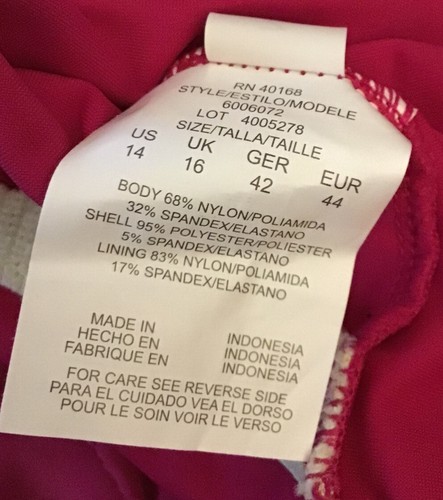 RN 40168
STYLE/ESTILO/MODELE
6006072
LOT 4005278
SIZE/TALLA/TAILLE
US UK GER EUR
14 16 42 44
BODY 68% NYLON/POLIAMIDA
32% SPANDEX/ELASTANO
SHELL 95% POLYESTER/POLIESTER
5% SPANDEX/ELASTANO
LINING 83% NYLON/POLIAMIDA
17% SPANDEX/ELASTANO
MADE IN INDONESIA
HECHO EN INDONESIA
FABRIQUE EN INDONESIA
FOR CARE SEE REVERSE SIDE
PARA EL CUIDADO VEA EL DORSO
POUR LE SOIN VOIR LE VERSO